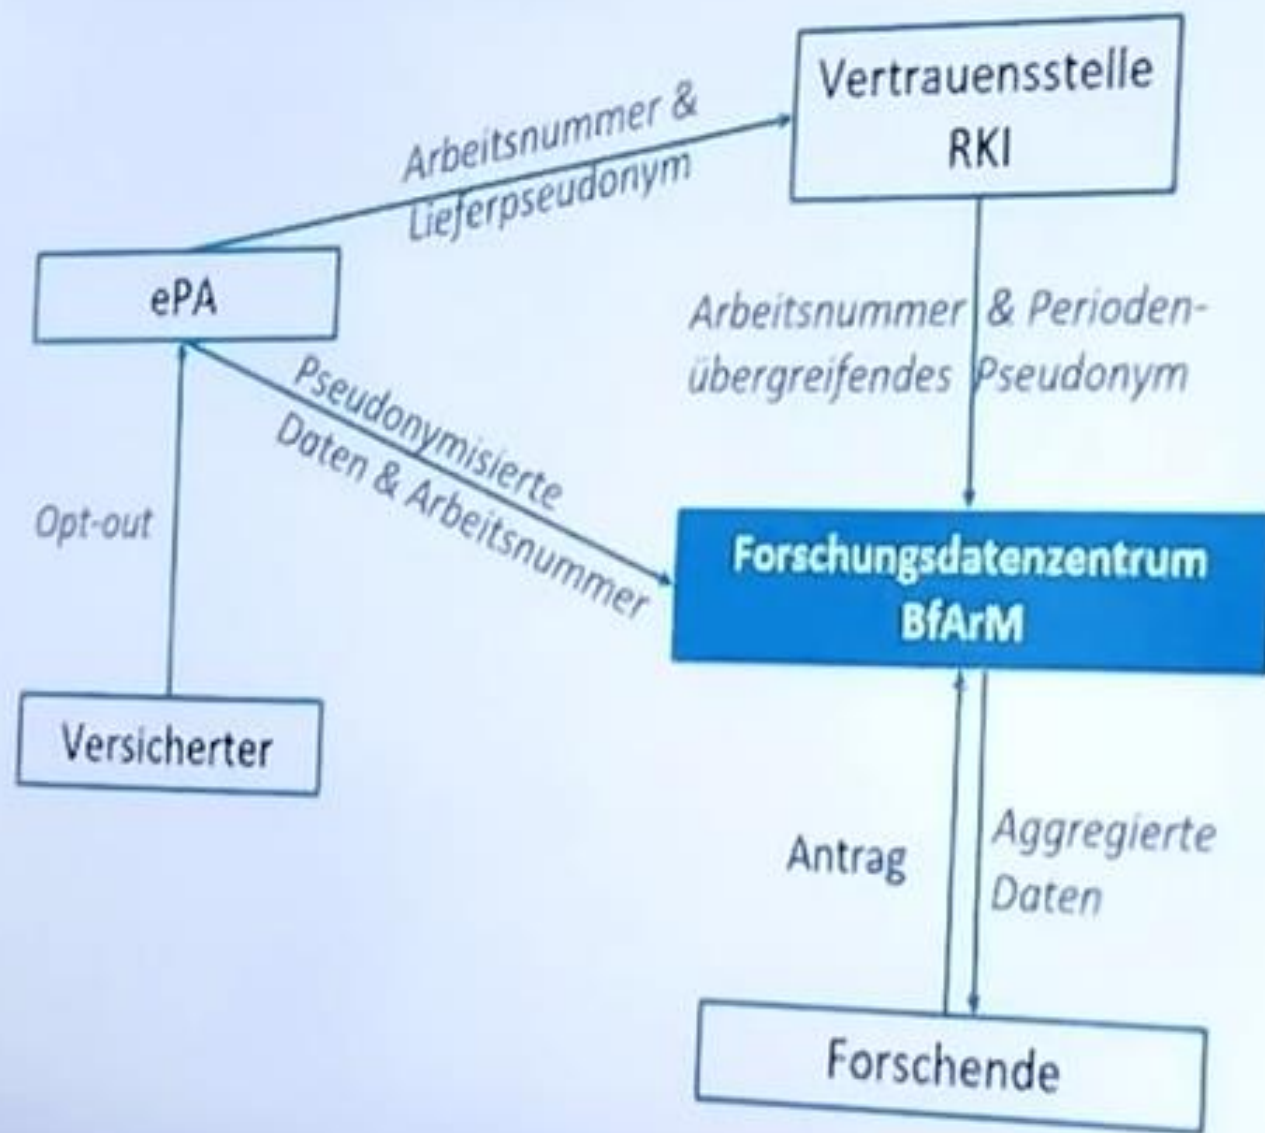 Vertrauensstelle
RKI
Arbeitsnummer &
Lieferpseudonym
ePA
Arbeitsnummer & Perioden-
übergreifendes Pseudonym
Pseudonymisierte
Daten & Arbeitsnummer
Opt-out
Forschungsdatenzentrum
BfArM
Versicherter
Antrag
Aggregierte
Daten
Forschende